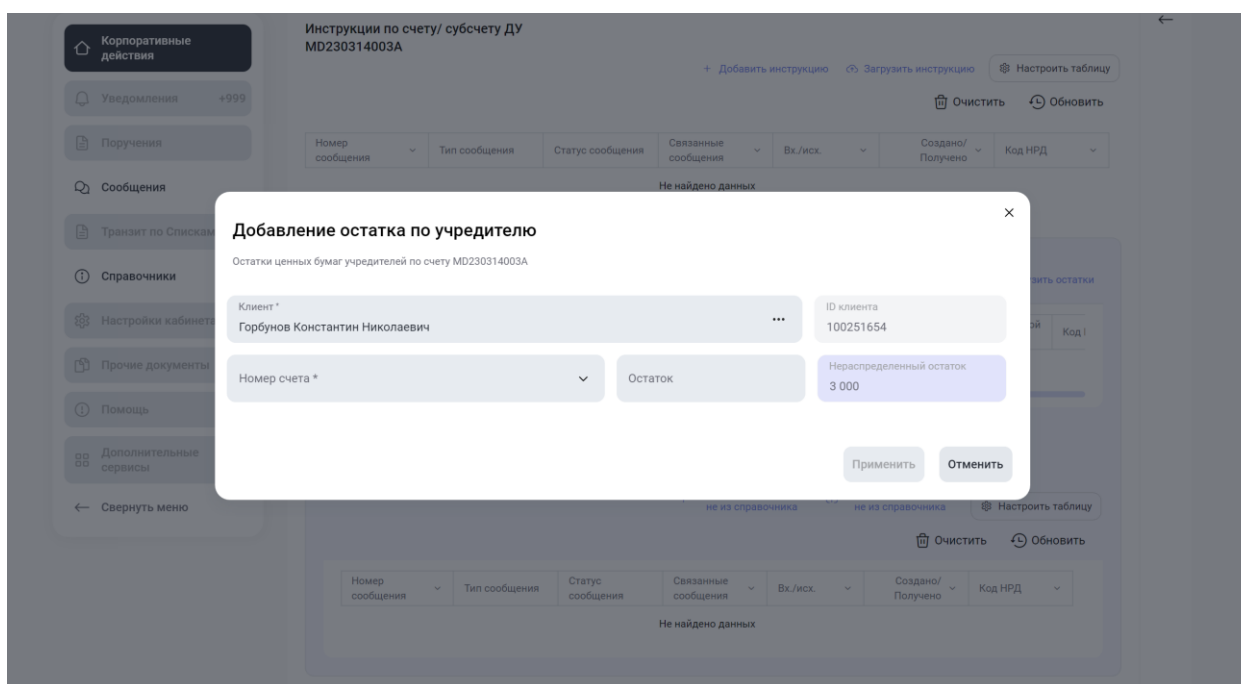 Корпоративные
действия
Уведомления +999
Поручения
Сообщения
Транзит по Спискам
Справочники
Настройки кабинета
Прочие документы
Помощь
Дополнительные
сервисы
Свернуть меню
Инструкции по счету/ субсчету ДУ
MD230314003A
+ Добавить инструкцию Загрузить инструкцию Настроить таблицу
Очистить Обновить
Номер
сообщения
Тип сообщения
Статус сообщения
Связанные
сообщения
Вх./исх.
Создано/
Получено
Код НРД
Не найдено данных
остатки
Код
Добавление остатка по учредителю
Остатки ценных бумаг учредителей по счету MD230314003A
Клиент *
Горбунов Константин Николаевич
ID клиента
100251654
Номер счета *
Остаток
Нераспределенный остаток
3 000
Применить Отменить
не из справочника не из справочника Настроить таблицу
Очистить Обновить
Номер
сообщения
Тип сообщения
Статус
сообщения
Связанные
сообщения
Вх./исх.
Создано/
Получено
Код НРД
Не найдено данных